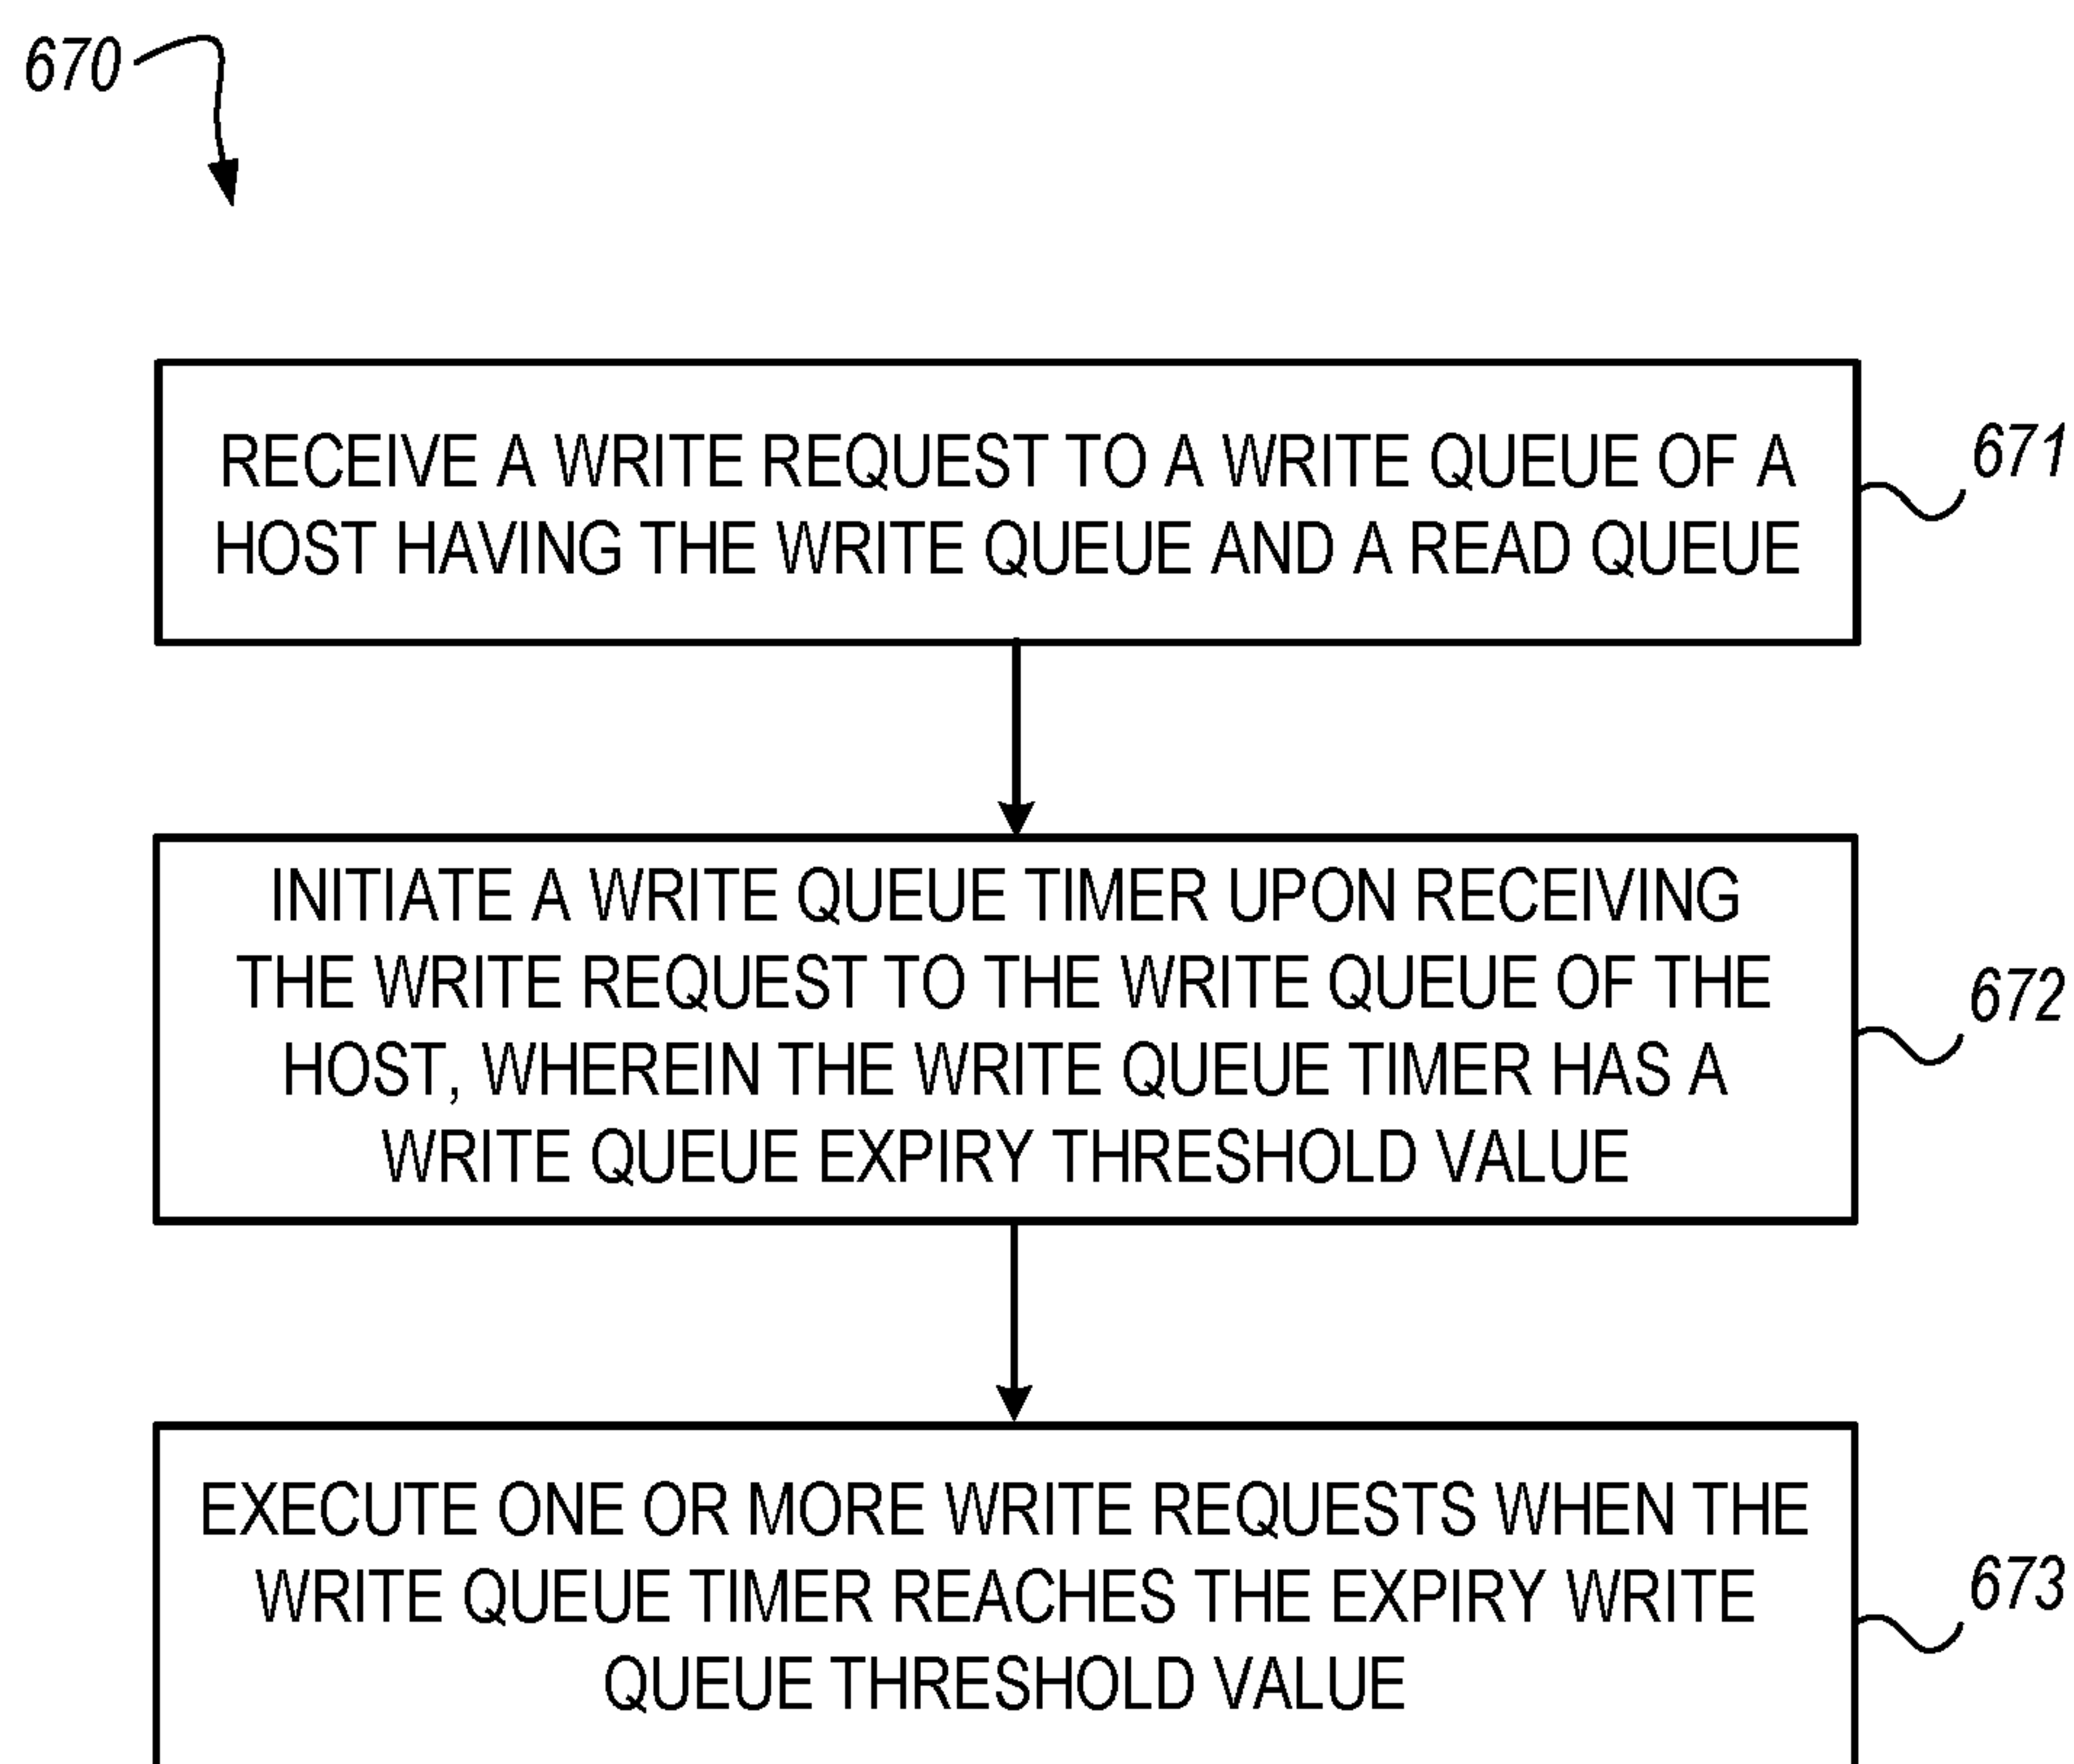 670
RECEIVE A WRITE REQUEST TO A WRITE QUEUE OF A
HOST HAVING THE WRITE QUEUE AND A READ QUEUE
671
INITIATE A WRITE QUEUE TIMER UPON RECEIVING
THE WRITE REQUEST TO THE WRITE QUEUE OF THE
HOST, WHEREIN THE WRITE QUEUE TIMER HAS A
WRITE QUEUE EXPIRY THRESHOLD VALUE
672
EXECUTE ONE OR MORE WRITE REQUESTS WHEN THE
WRITE QUEUE TIMER REACHES THE EXPIRY WRITE
QUEUE THRESHOLD VALUE
673